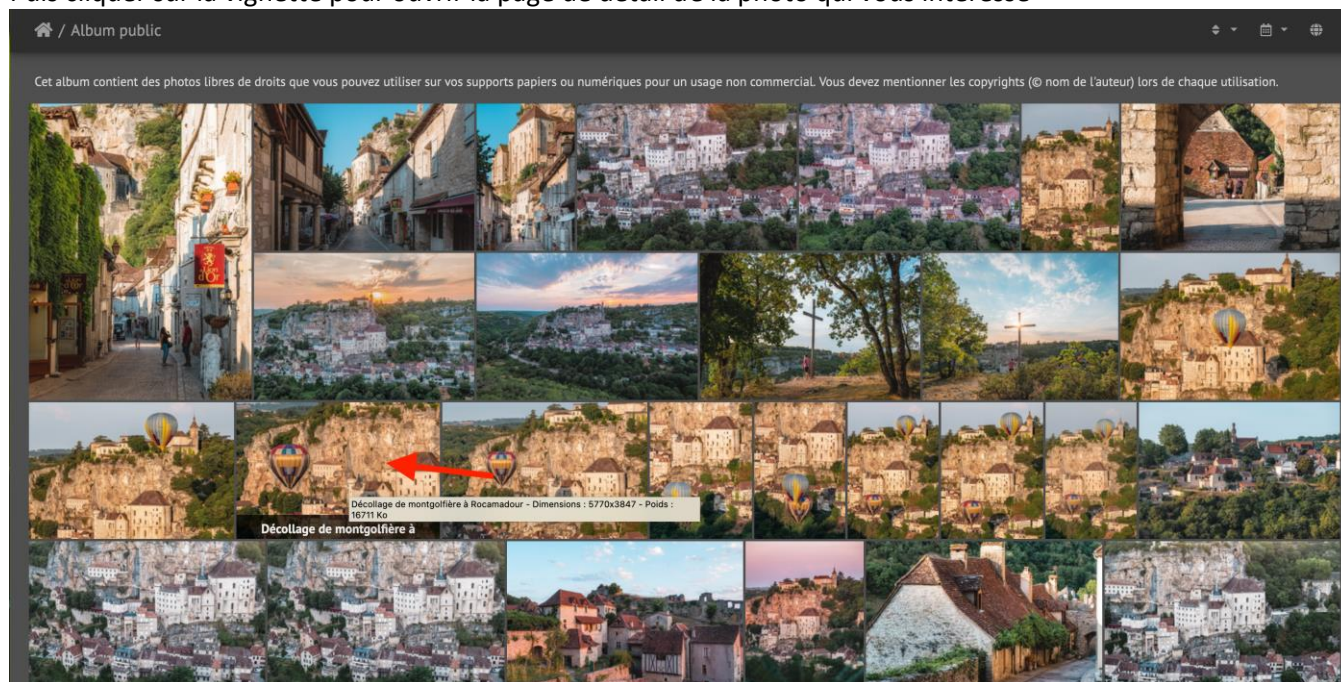 Puis cliquer sur la vignette pour ouvrir la page de détail de la photo qui vous intéresse
/ Album public
Cet album contient des photos libres de droits que vous pouvez utiliser sur vos supports papiers ou numériques pour un usage non commercial. Vous devez mentionner les copyrights (© nom de l'auteur) lors de chaque utilisation.
Décollage de montgolfière à Rocamadour - Dimensions : 5770x3847 - Poids :
16711 Ko
Décollage de montgolfière à